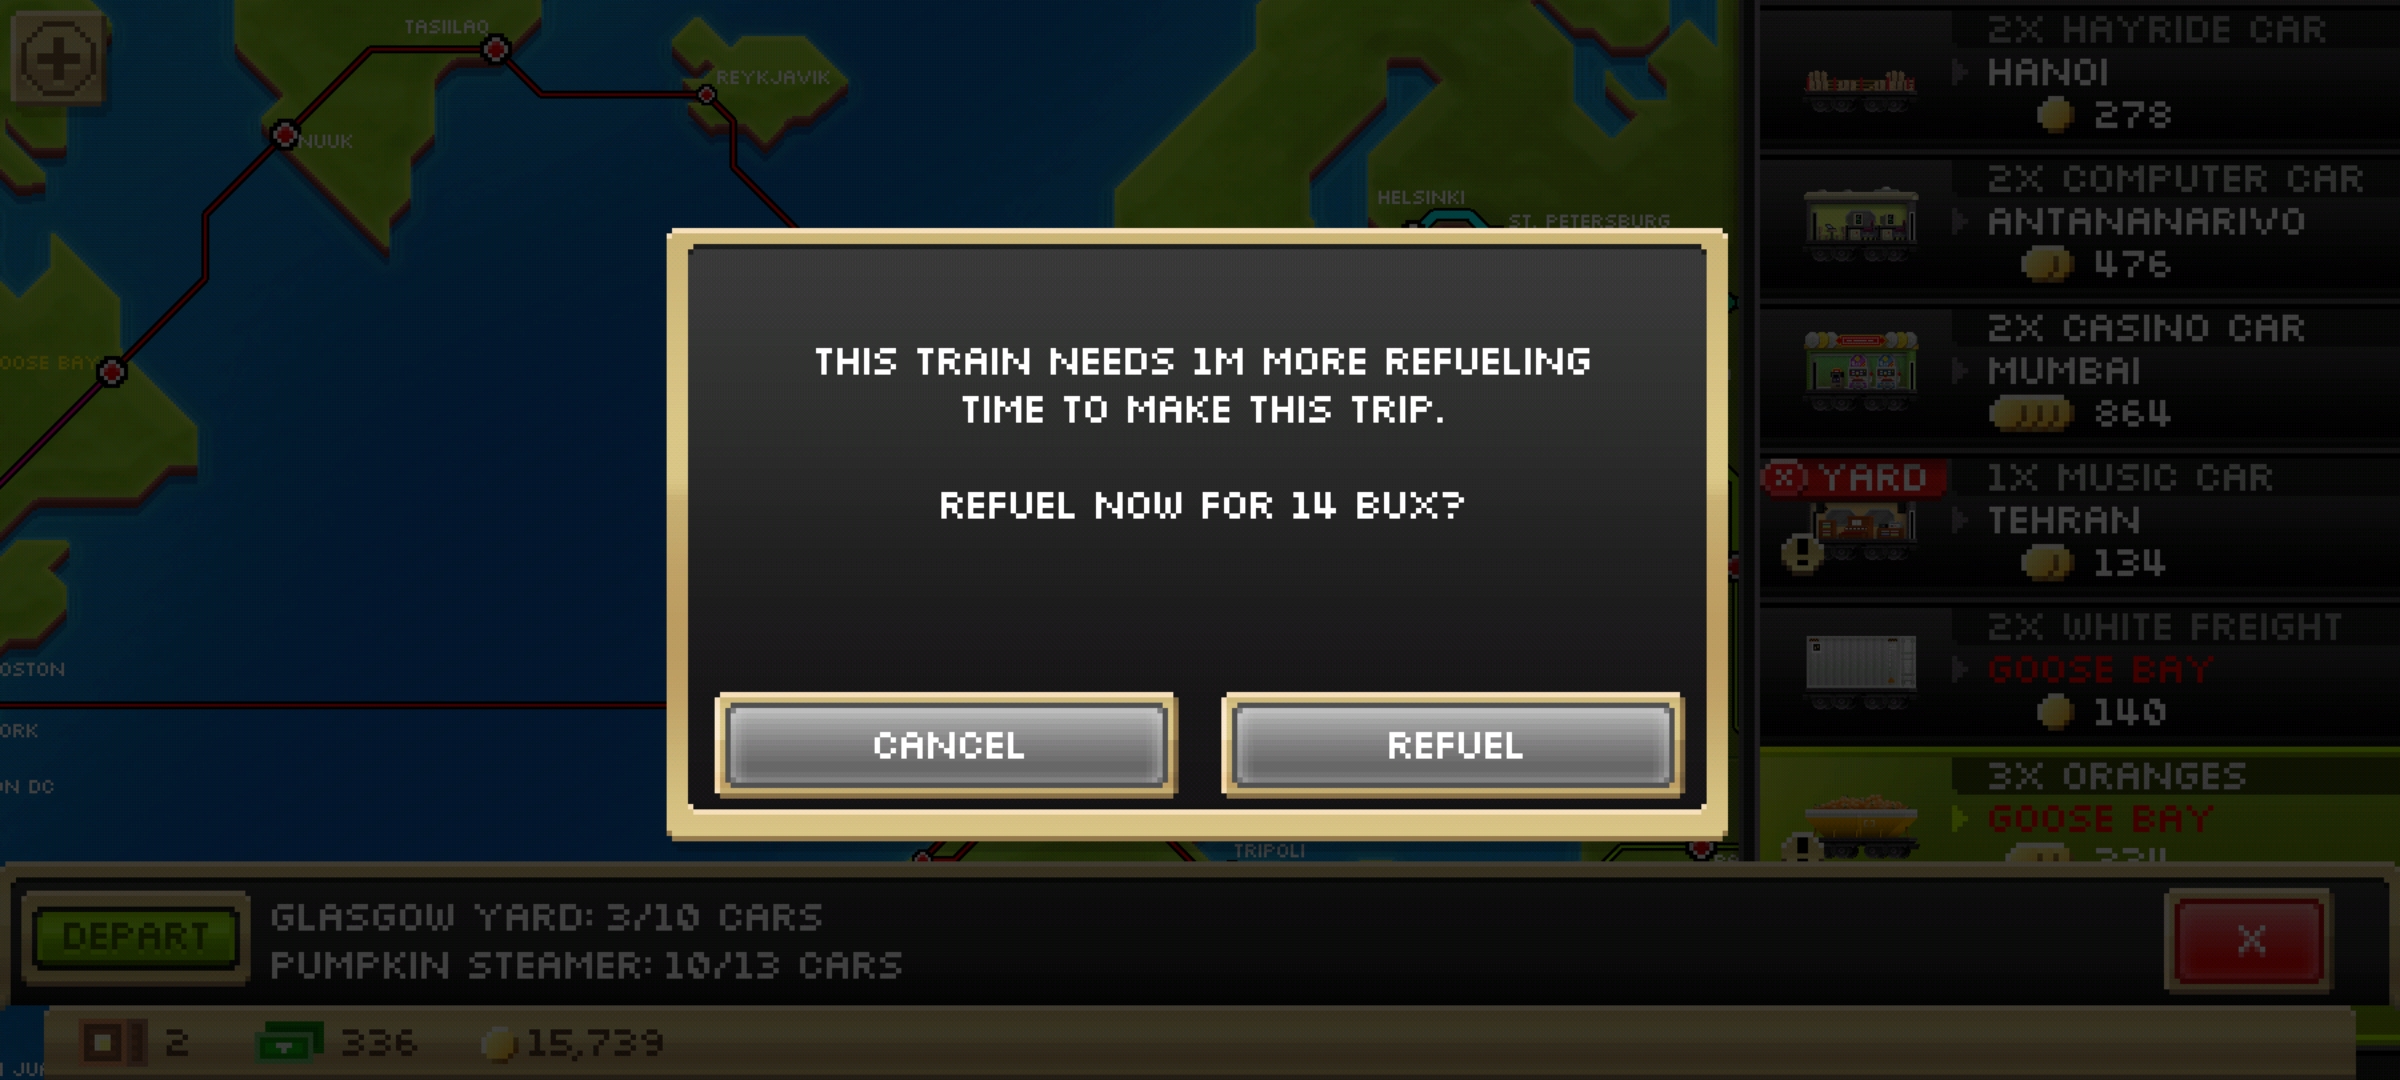 TASIILAQ
REYKJAVIK
NUUK
HELSINKI
ST. PETERSBURG
OOSE BAY
OSTON
ORK
ON DC
TRIPOLI
THIS TRAIN NEEDS 1M MORE REFUELING
TIME TO MAKE THIS TRIP.
REFUEL NOW FOR 14 BUX?
CANCEL
REFUEL
2X HAYRIDE CAR
HANOI
278
2X COMPUTER CAR
ANTANANARIVO
476
2X CASINO CAR
MUMBAI
864
YARD
1X MUSIC CAR
TEHRAN
134
2X WHITE FREIGHT
GOOSE BAY
140
3X ORANGES
GOOSE BAY
DEPART
GLASGOW YARD: 3/10 CARS
PUMPKIN STEAMER: 10/13 CARS
X
2
336
15,739